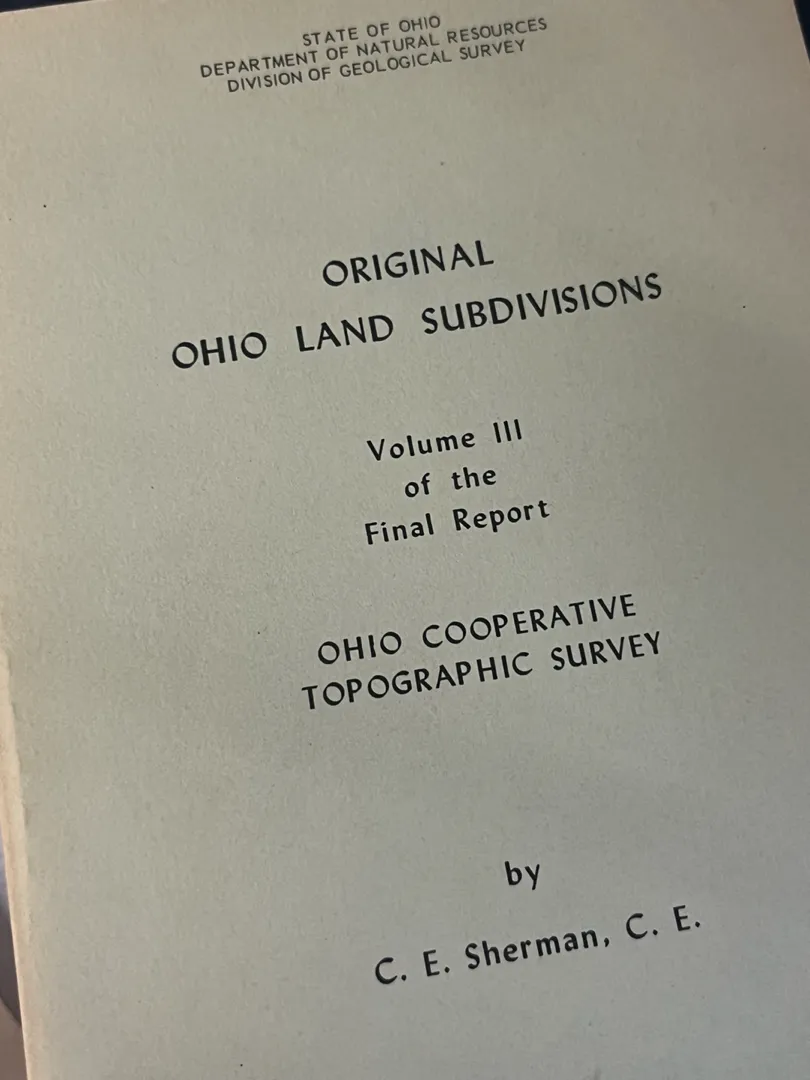 STATE OF OHIO
DEPARTMENT OF NATURAL RESOURCES
DIVISION OF GEOLOGICAL SURVEY
ORIGINAL
OHIO LAND SUBDIVISIONS
Volume III
of the
Final Report
OHIO COOPERATIVE
TOPOGRAPHIC SURVEY
by
C. E. Sherman, C. E.